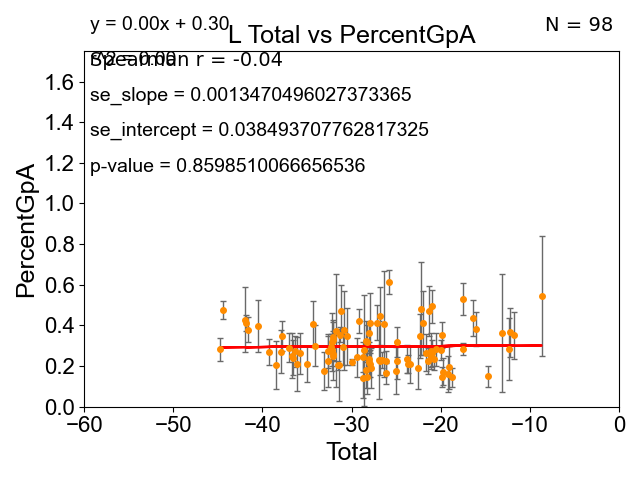 y = 0.00x + 0.30
N = 98
L Total vs PercentGpA
Spearman r = -0.04
se_slope = 0.0013470496027373365
se_intercept = 0.038493707762817325
p-value = 0.8598510066656536
PercentGpA
1.6
1.4
1.2
1.0
0.8
0.6
0.4
0.2
0.0
−60
−50
−40
−30
−20
−10
0
Total